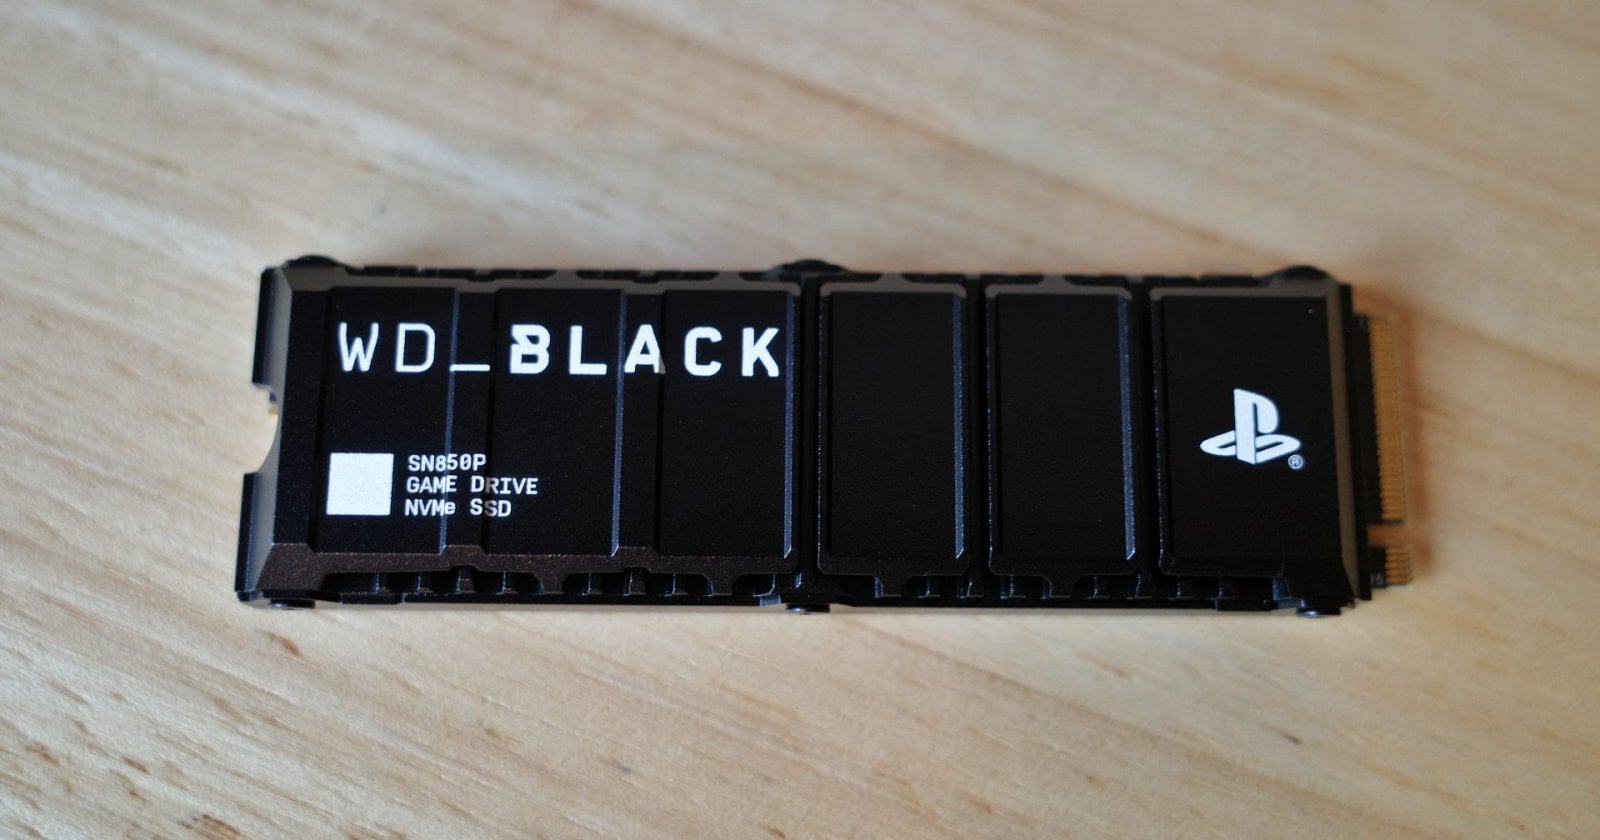 WD_BLACK
SN850P
GAME DRIVE
NVMe SSD
®